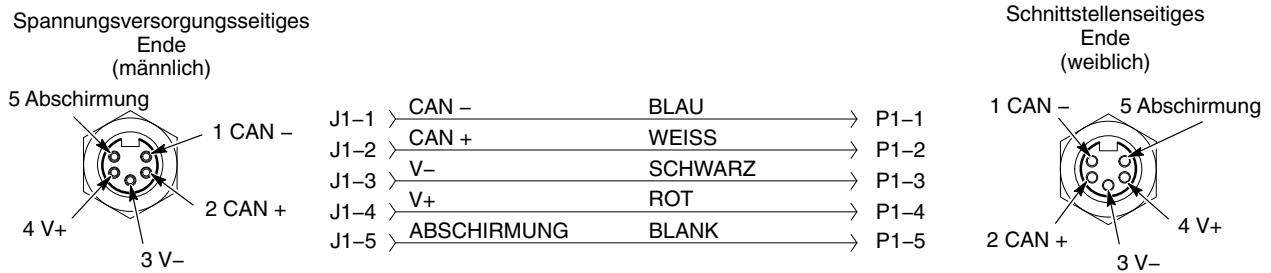 Spannungsversorgungsseitiges
Ende
(männlich)
5 Abschirmung
1 CAN –
2 CAN +
3 V–
4 V+
J1–1 CAN – BLAU P1–1
J1–2 CAN + WEISS P1–2
J1–3 V– SCHWARZ P1–3
J1–4 V+ ROT P1–4
J1–5 ABSCHIRMUNG BLANK P1–5
Schnittstellenseitiges
Ende
(weiblich)
1 CAN –
5 Abschirmung
4 V+
2 CAN +
3 V–